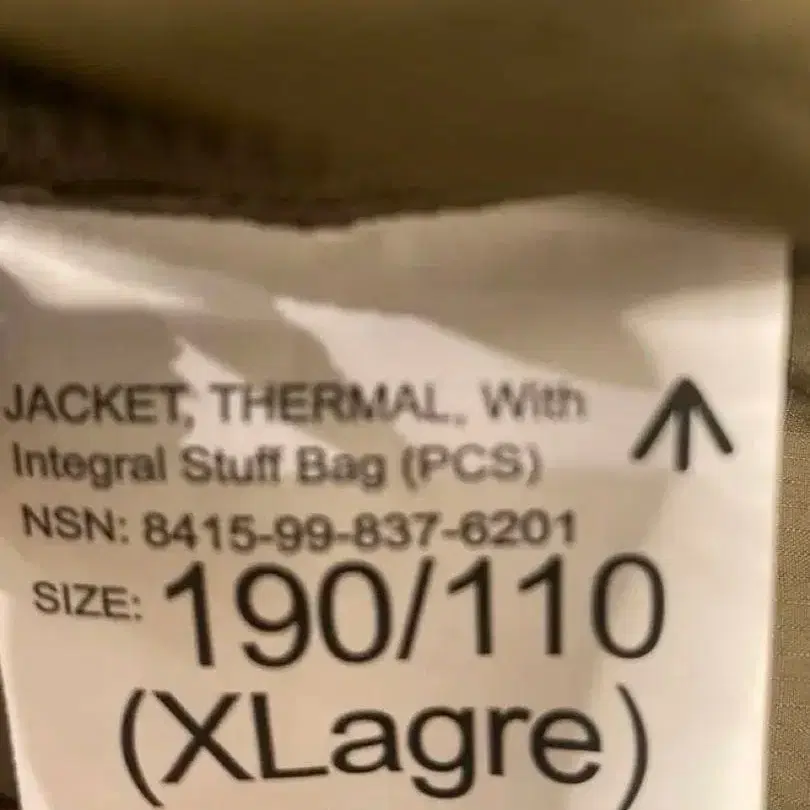 JACKET, THERMAL, With
Integral Stuff Bag (PCS)
NSN: 8415-99-837-6201
SIZE: 190/110
(XLagre)